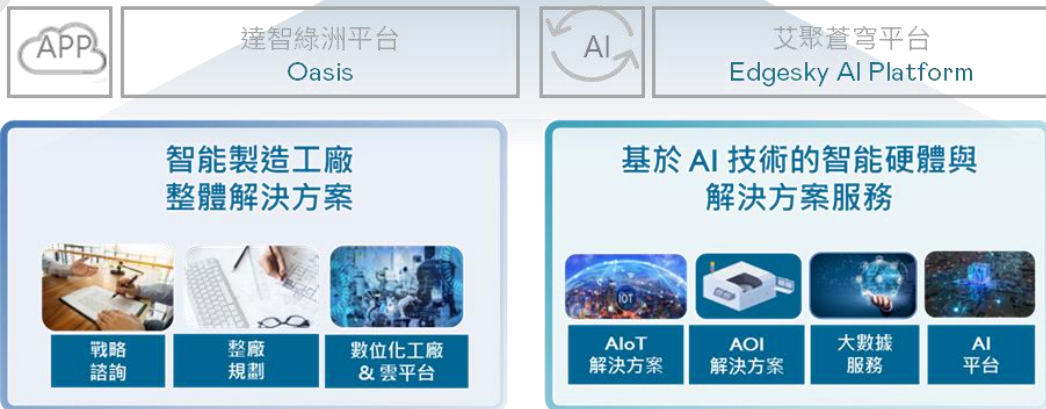 APP
達智綠洲平台
Oasis
AI
艾聚蒼穹平台
Edgesky AI Platform
智能製造工廠
整體解決方案
戰略
諮詢
整廠
規劃
數位化工廠
& 雲平台
基於 AI 技術的智能硬體與
解決方案服務
IOT
AIoT
解決方案
AOI
解決方案
大數據
服務
AI
平台